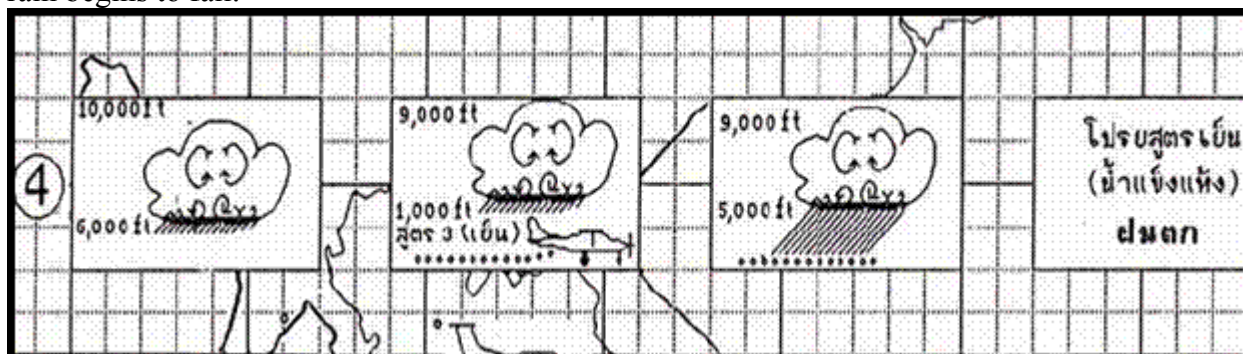 rain begins to fall.
4
10,000 ft
6,000 ft
9,000 ft
1,000 ft
สูตร 3 (เย็น)
9,000 ft
5,000 ft
โปรยสูตรเย็น
(น้ำแข็งแห้ง)
ฝนตก